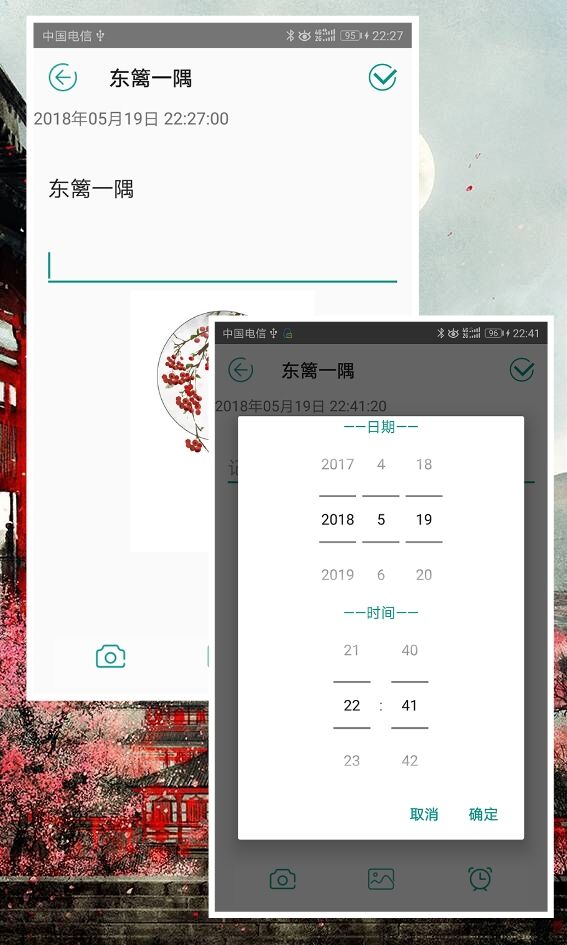 中国电信
95
22:27
东篱一隅
2018年05月19日 22:27:00
东篱一隅
中国电信
96
22:41
东篱一隅
2018年05月19日 22:41:20
——日期——
2017 4 18
2018 5 19
2019 6 20
——时间——
21 40
22 : 41
23 42
取消 确定